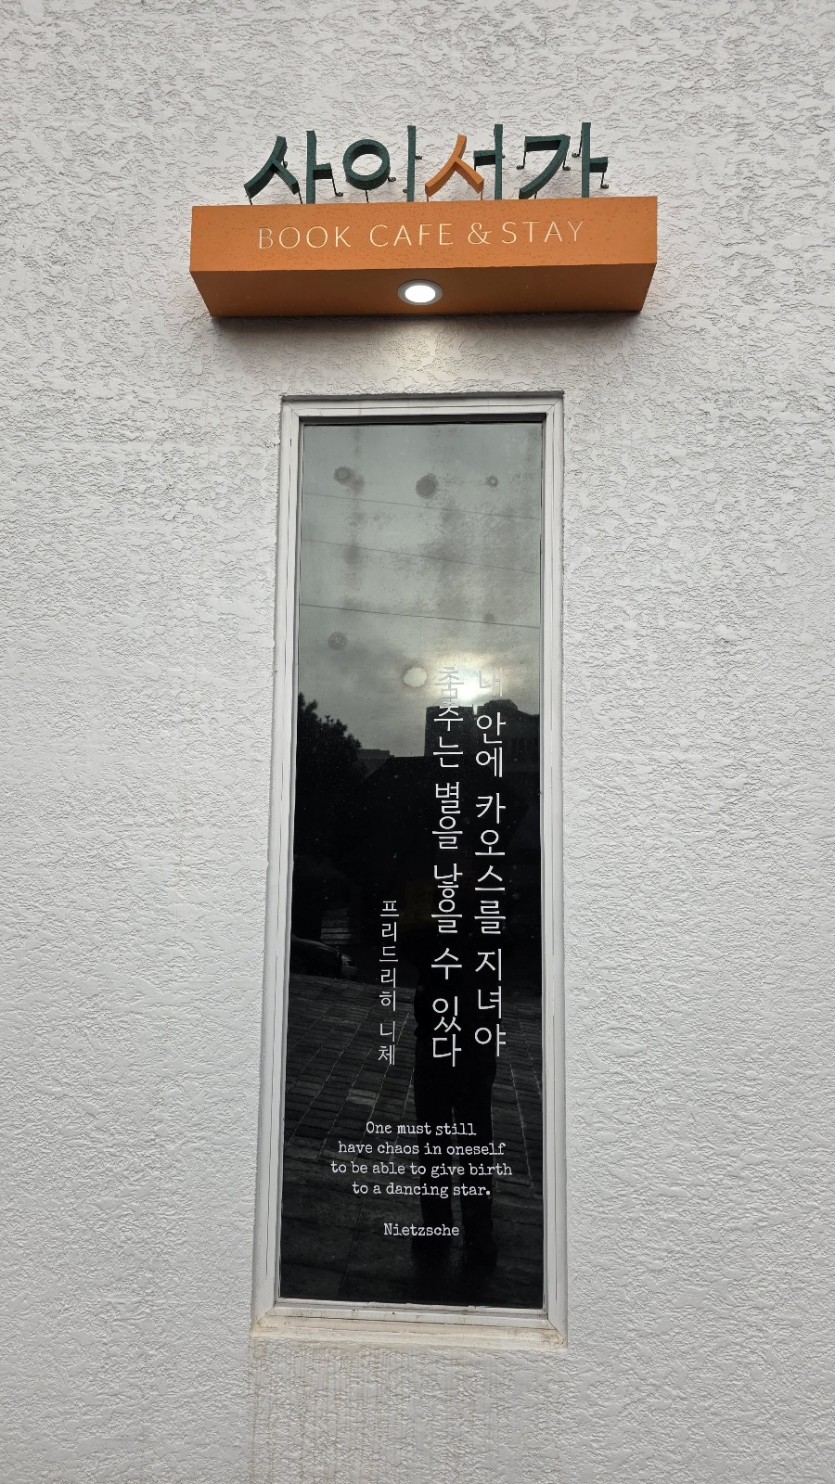 사이서가
BOOK CAFE & STAY
내 안에 카오스를 지녀야
춤추는 별을 낳을 수 있다
프리드리히 니체
One must still
have chaos in oneself
to be able to give birth
to a dancing star.
Nietzsche